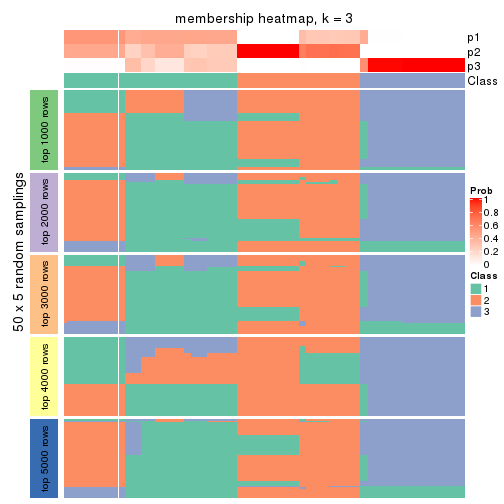 membership heatmap, k = 3
p1
p2
p3
Class
50 x 5 random samplings
top 1000 rows
top 2000 rows
top 3000 rows
top 4000 rows
top 5000 rows
Prob
1
0.8
0.6
0.4
0.2
0
Class
1
2
3